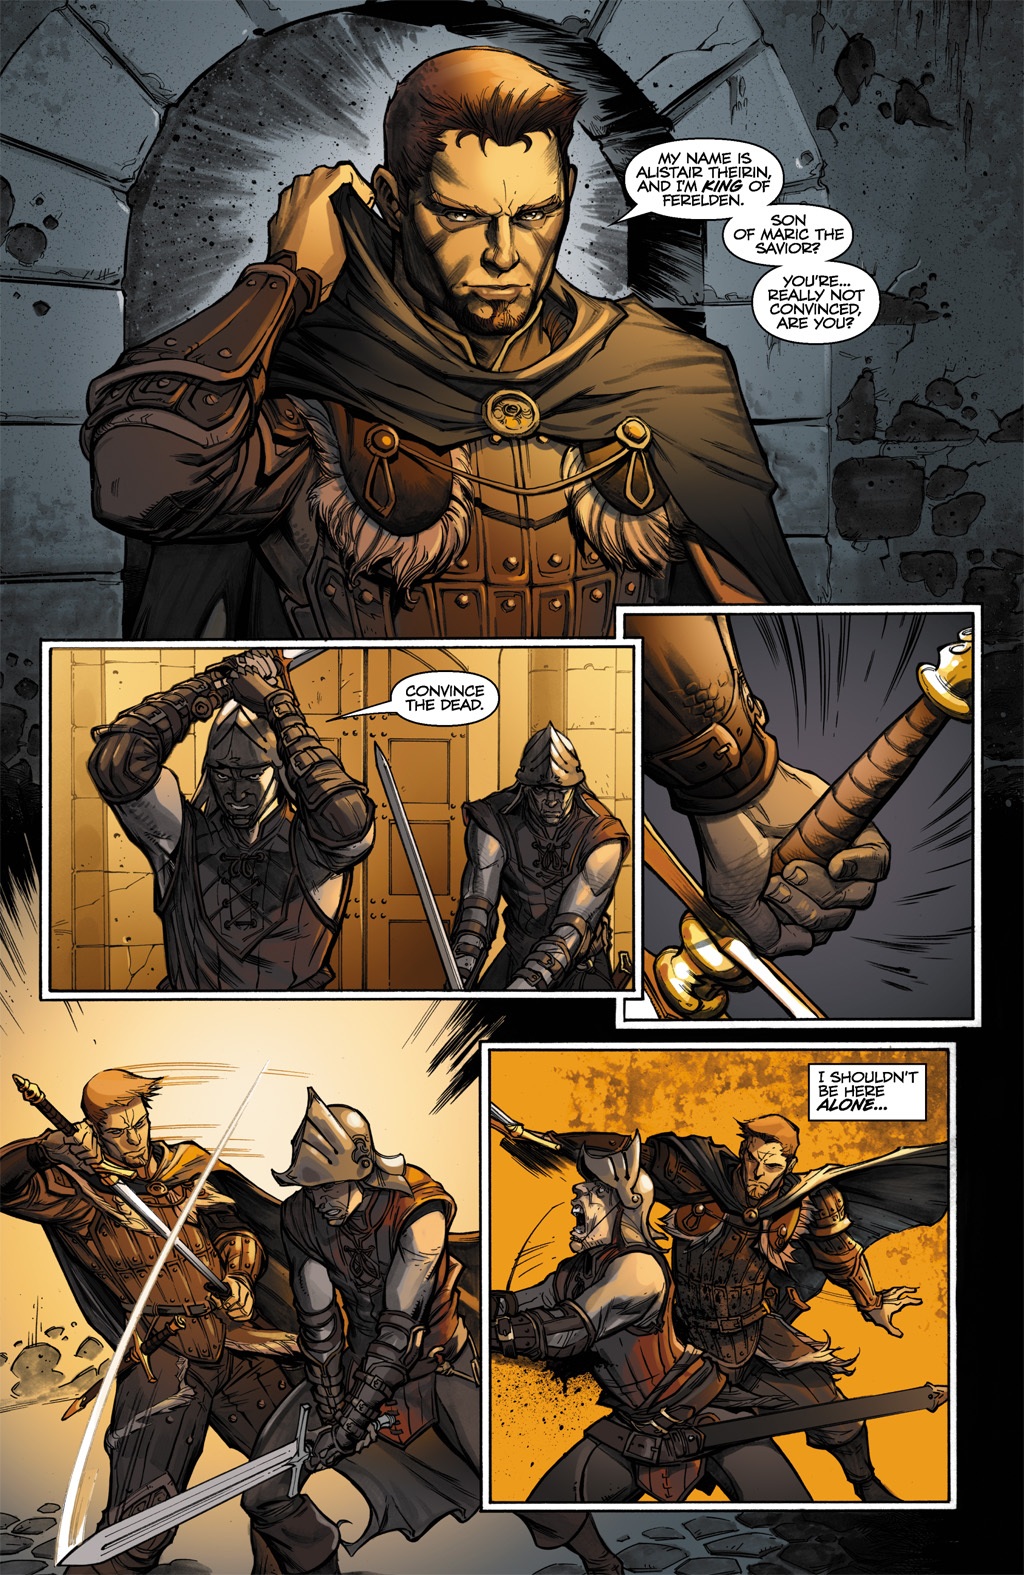 MY NAME IS
ALISTAIR THEIRIN,
AND I'M KING OF
FERELDEN.
SON
OF MARIC THE
SAVIOR?
YOU'RE...
REALLY NOT
CONVINCED,
ARE YOU?
CONVINCE
THE DEAD.
I SHOULDN'T
BE HERE
ALONE...